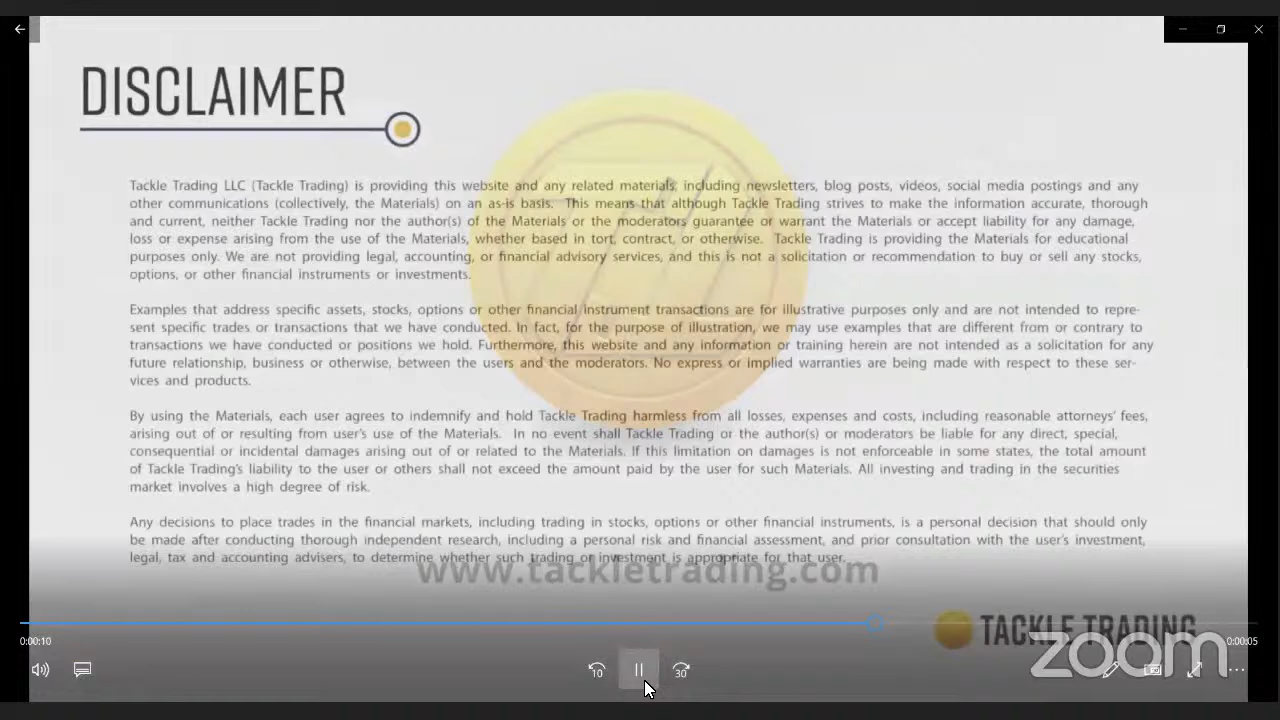 DISCLAIMER
Tackle Trading LLC (Tackle Trading) is providing this website and any related materials, including newsletters, blog posts, videos, social media postings and any
other communications (collectively, the Materials) on an as-is basis. This means that although Tackle Trading strives to make the information accurate, thorough
and current, neither Tackle Trading nor the author(s) of the Materials or the moderators guarantee or warrant the Materials or accept liability for any damage,
loss or expense arising from the use of the Materials, whether based in tort, contract, or otherwise. Tackle Trading is providing the Materials for educational
purposes only. We are not providing legal, accounting, or financial advisory services, and this is not a solicitation or recommendation to buy or sell any stocks,
options, or other financial instruments or investments.
Examples that address specific assets, stocks, options or other financial instrument transactions are for illustrative purposes only and are not intended to repre-
sent specific trades or transactions that we have conducted. In fact, for the purpose of illustration, we may use examples that are different from or contrary to
transactions we have conducted or positions we hold. Furthermore, this website and any information or training herein are not intended as a solicitation for any
future relationship, business or otherwise, between the users and the moderators. No express or implied warranties are being made with respect to these ser-
vices and products.
By using the Materials, each user agrees to indemnify and hold Tackle Trading harmless from all losses, expenses and costs, including reasonable attorneys' fees,
arising out of or resulting from user's use of the Materials. In no event shall Tackle Trading or the author(s) or moderators be liable for any direct, special,
consequential or incidental damages arising out of or related to the Materials. If this limitation on damages is not enforceable in some states, the total amount
of Tackle Trading's liability to the user or others shall not exceed the amount paid by the user for such Materials. All investing and trading in the securities
market involves a high degree of risk.
Any decisions to place trades in the financial markets, including trading in stocks, options or other financial instruments, is a personal decision that should only
be made after conducting thorough independent research, including a personal risk and financial assessment, and prior consultation with the user's investment,
legal, tax and accounting advisers, to determine whether such trading or investment is appropriate for that user.
www.tackletrading.com
TACKLE TRADING
0:00:10
0:00:05
zoom
10
30